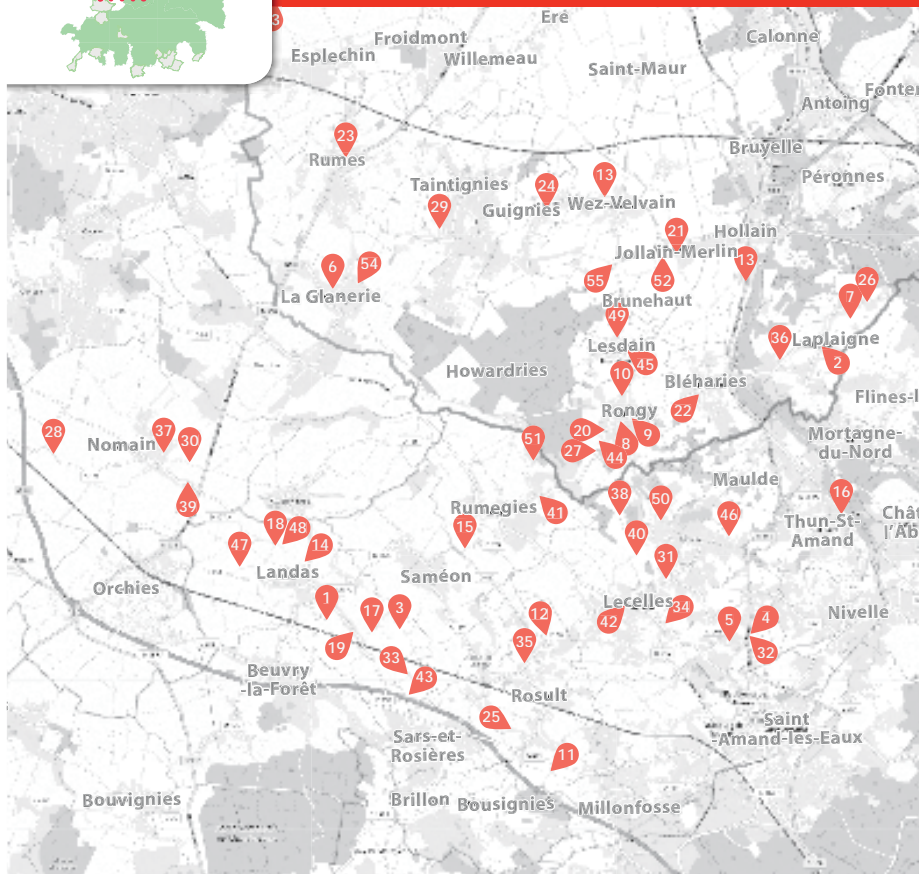 3
Ere
Froidmont
Calonne
Esplechin
Willemeau
Saint-Maur
Antoing
23
Rumes
Bruyelle
Péronnes
Taintignies
24
13
29
Guignies
Wez-Velvain
21
Hollain
Jollain-Merlin
13
6
54
55
52
26
7
La Glanerie
Brunehaut
49
36
Laplaigne
Lesdain
45
2
Howardries
10
Bléharies
22
Rongy
28
37
30
Nomain
51
20
8
9
27
44
Mortagne-
du-Nord
Maulde
39
38
50
16
Rumegies
41
46
Thun-St-
Amand
18
48
15
40
47
14
31
Landas
Saméon
Orchies
1
17
3
Lecelles
34
12
42
5
4
Nivelle
19
35
32
33
43
Beuvry
-la-Forêt
Rosult
25
Saint
-Amand-les-Eaux
Sars-et-
Rosières
11
Bouvignies
Brillon
Bousignies
Millonfosse